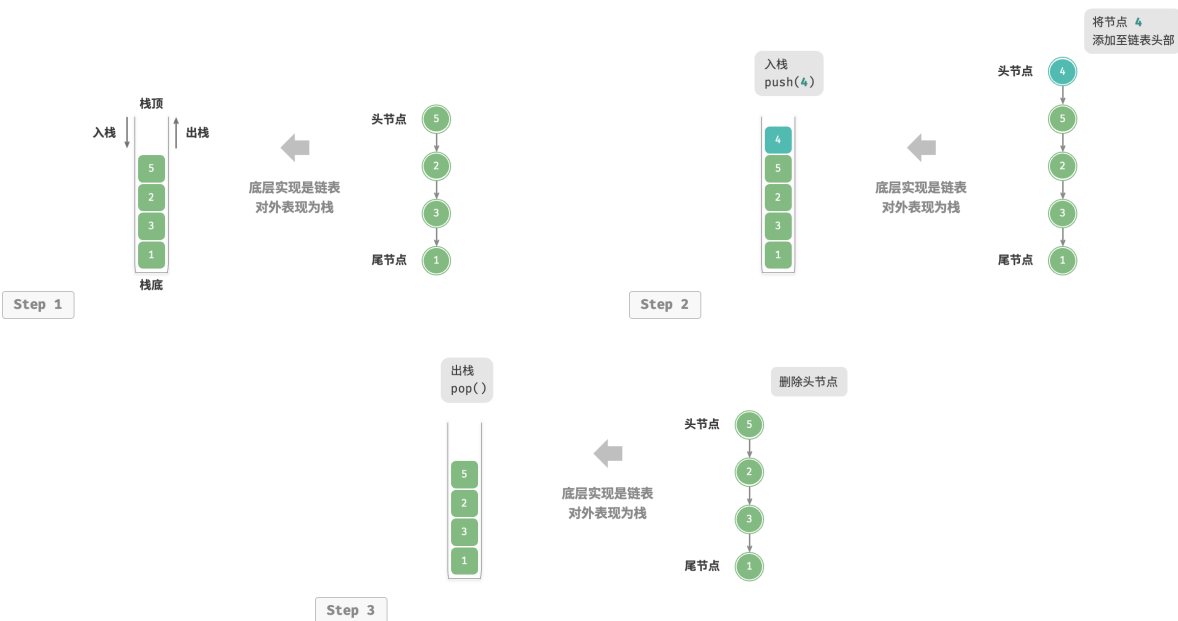 栈顶
入栈
出栈
5
2
3
1
栈底
底层实现是链表
对外表现为栈
头节点
5
2
3
尾节点
1
Step 1
入栈
push(4)
4
5
2
3
1
底层实现是链表
对外表现为栈
将节点 4
添加至链表头部
头节点
4
5
2
3
尾节点
1
Step 2
出栈
pop()
5
2
3
1
底层实现是链表
对外表现为栈
删除头节点
头节点
5
2
3
尾节点
1
Step 3